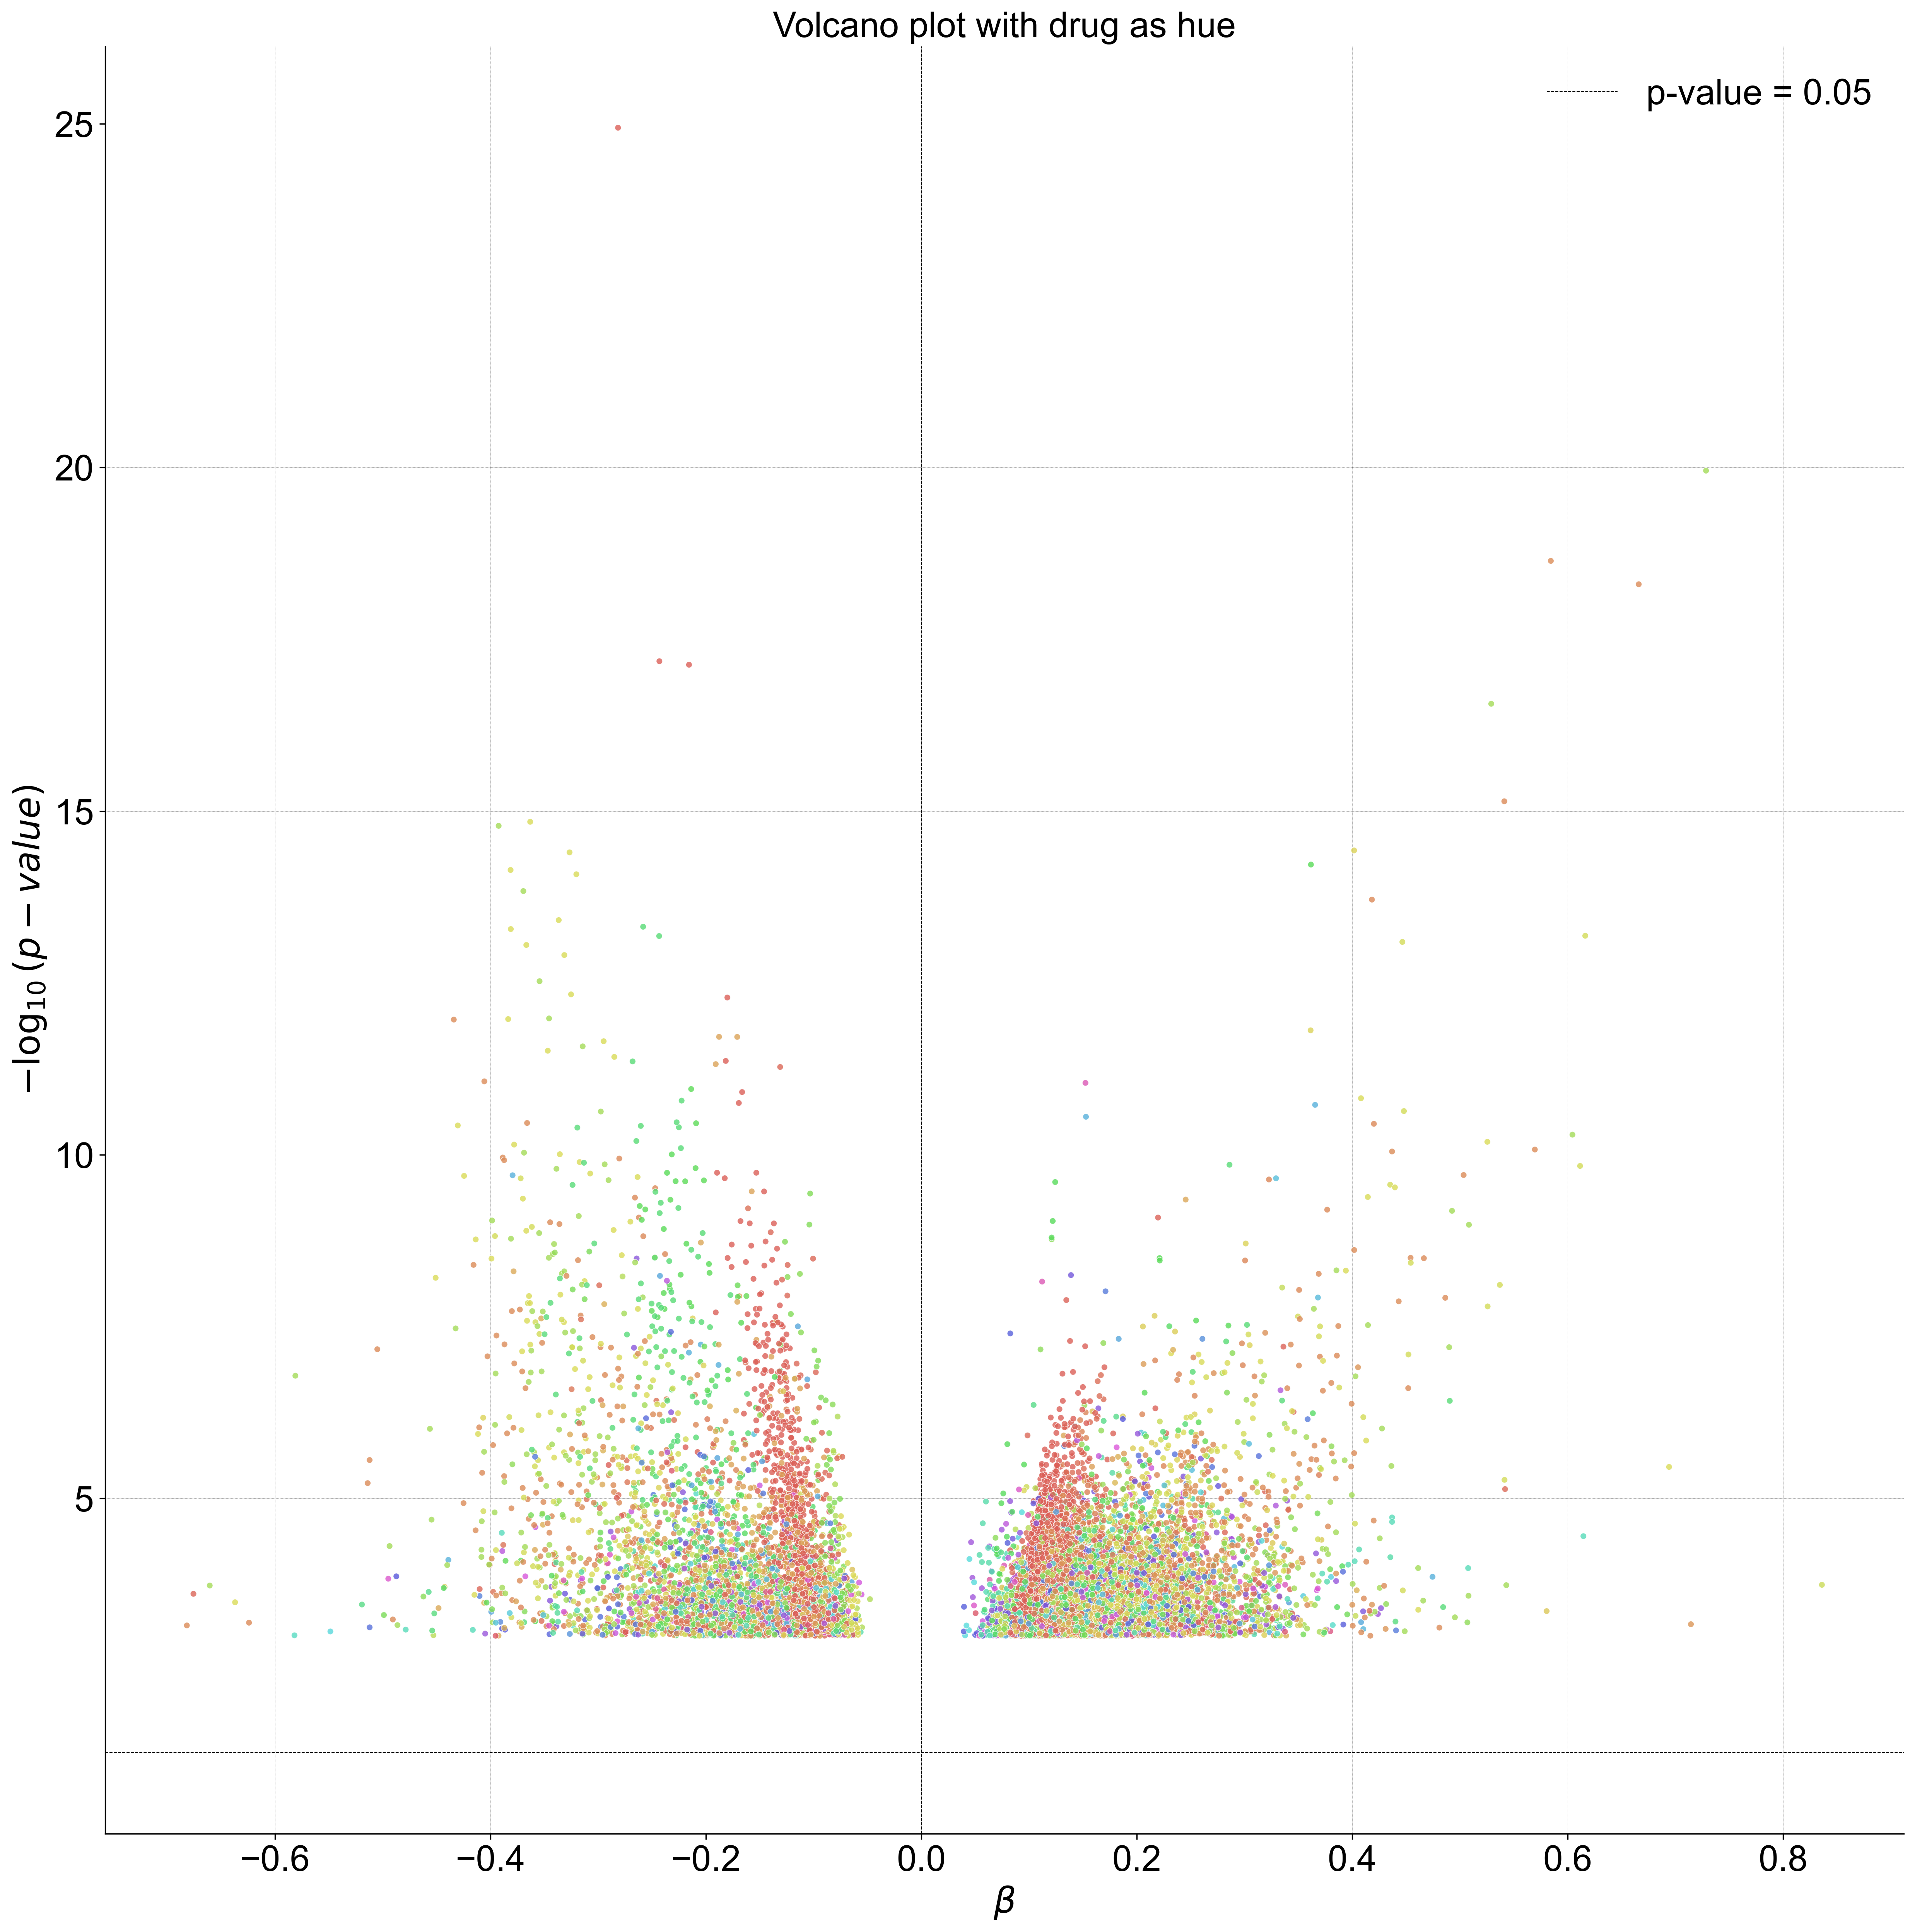 Volcano plot with drug as hue
p-value = 0.05
25
20
15
10
5
−log₁₀(p − value)
−0.6 −0.4 −0.2 0.0 0.2 0.4 0.6 0.8
β